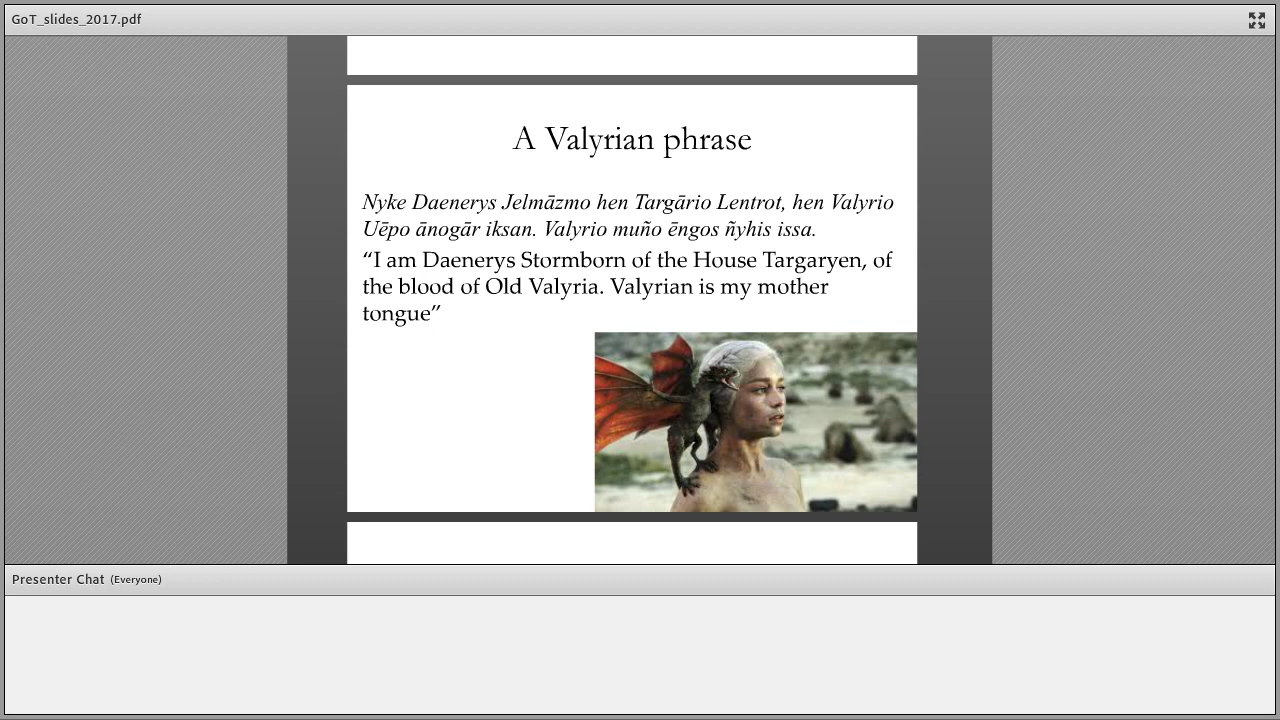 GoT_slides_2017.pdf
A Valyrian phrase
Nyke Daenerys Jelmāzmo hen Targārio Lentrot, hen Valyrio
Uēpo ānogār iksan. Valyrio muño ēngos ñyhis issa.
“I am Daenerys Stormborn of the House Targaryen, of
the blood of Old Valyria. Valyrian is my mother
tongue”
Presenter Chat (Everyone)